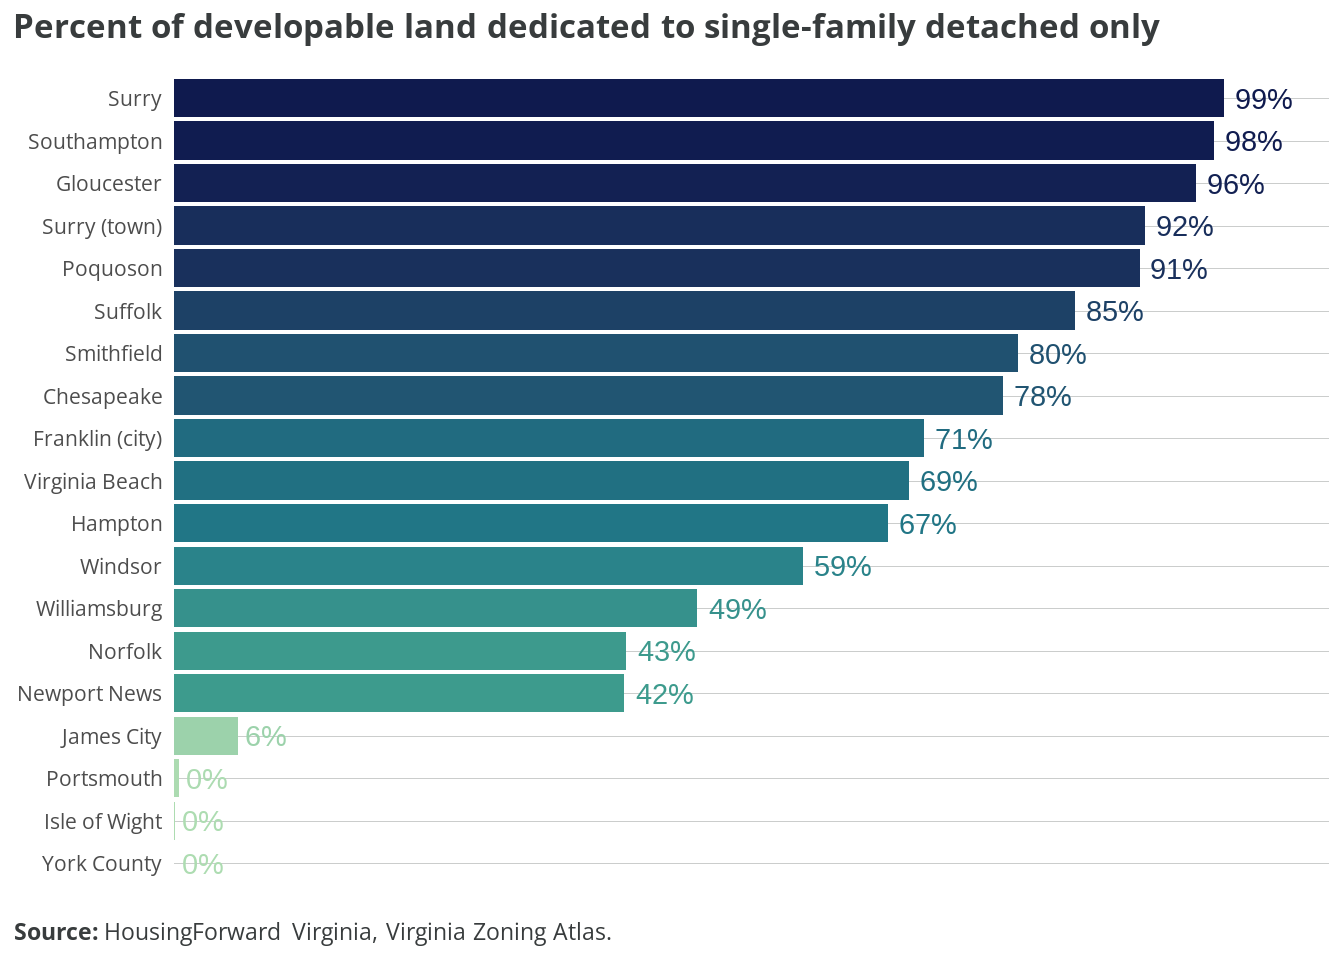 Percent of developable land dedicated to single-family detached only
Surry 99%
Southampton 98%
Gloucester 96%
Surry (town) 92%
Poquoson 91%
Suffolk 85%
Smithfield 80%
Chesapeake 78%
Franklin (city) 71%
Virginia Beach 69%
Hampton 67%
Windsor 59%
Williamsburg 49%
Norfolk 43%
Newport News 42%
James City 6%
Portsmouth 0%
Isle of Wight 0%
York County 0%
Source: HousingForward Virginia, Virginia Zoning Atlas.